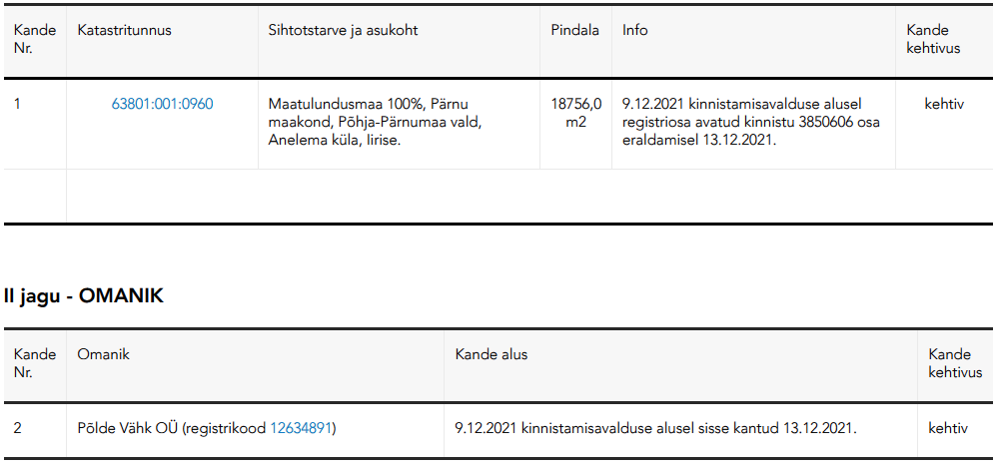 Kande Nr. Katastritunnus Sihtotstarve ja asukoht Pindala Info Kande kehtivus
1 63801:001:0960 Maatulundusmaa 100%, Pärnu maakond, Põhja-Pärnumaa vald, Anelema küla, Iirise. 18756,0 m2 9.12.2021 kinnistamisavalduse alusel registriosa avatud kinnistu 3850606 osa eraldamisel 13.12.2021. kehtiv
II jagu - OMANIK
Kande Nr. Omanik Kande alus Kande kehtivus
2 Põlde Vähk OÜ (registrikood 12634891) 9.12.2021 kinnistamisavalduse alusel sisse kantud 13.12.2021. kehtiv